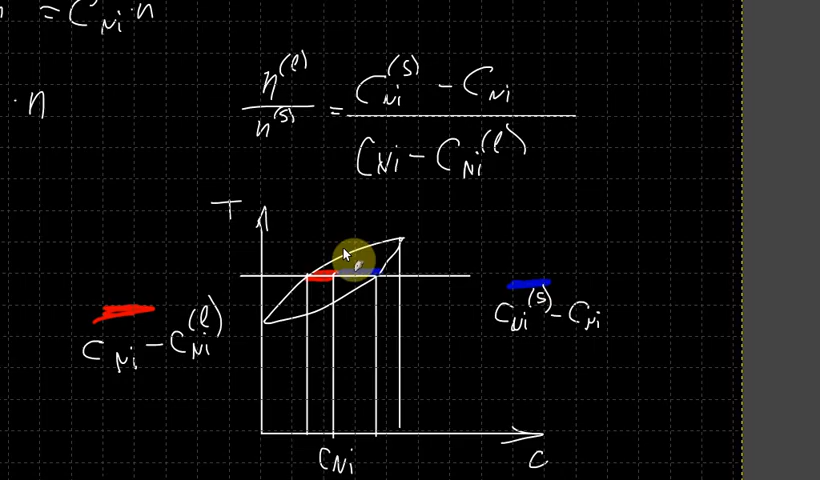 = C_Ni · n
· n
n^(l) / n^(s) = (C_Ni^(s) - C_Ni) / (C_Ni - C_Ni^(l))
T
C_Ni - C_Ni^(l)
C_Ni^(s) - C_Ni
C_Ni
C